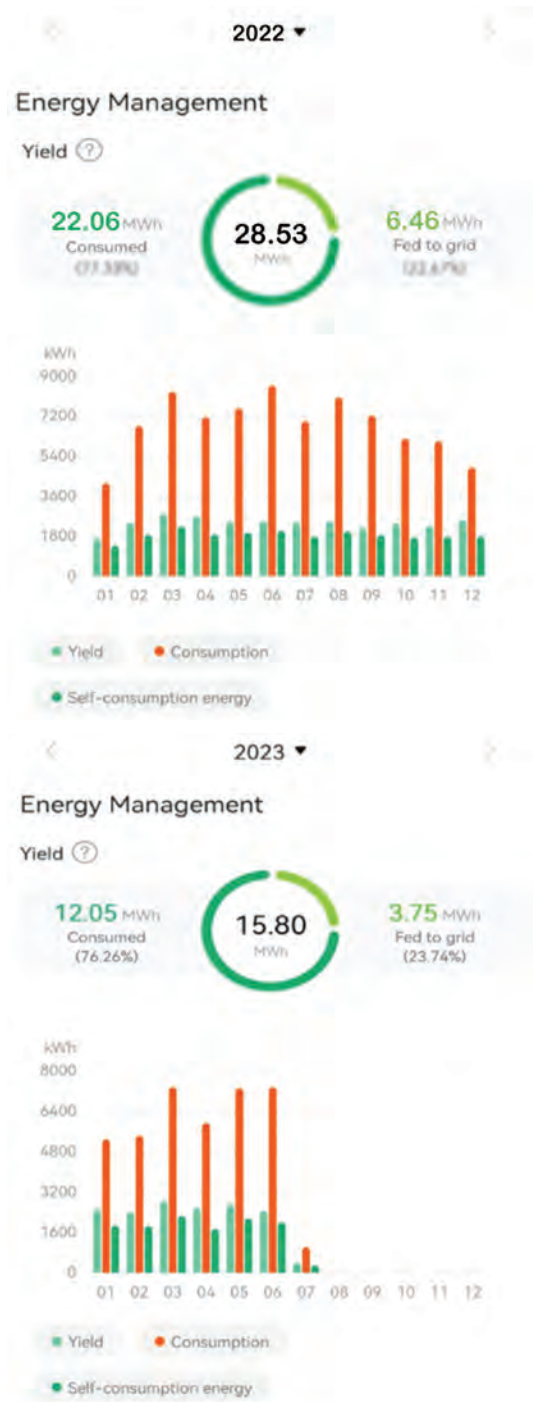 2022
Energy Management
Yield ?
22.06 MWh
Consumed
28.53
MWh
6.46 MWh
Fed to grid
kWh
9000
7200
5400
3600
1800
0
01 02 03 04 05 06 07 08 09 10 11 12
Yield Consumption
Self-consumption energy
2023
Energy Management
Yield ?
12.05 MWh
Consumed
(76.26%)
15.80
MWh
3.75 MWh
Fed to grid
(23.74%)
kWh
8000
6400
4800
3200
1600
0
01 02 03 04 05 06 07 08 09 10 11 12
Yield Consumption
Self-consumption energy